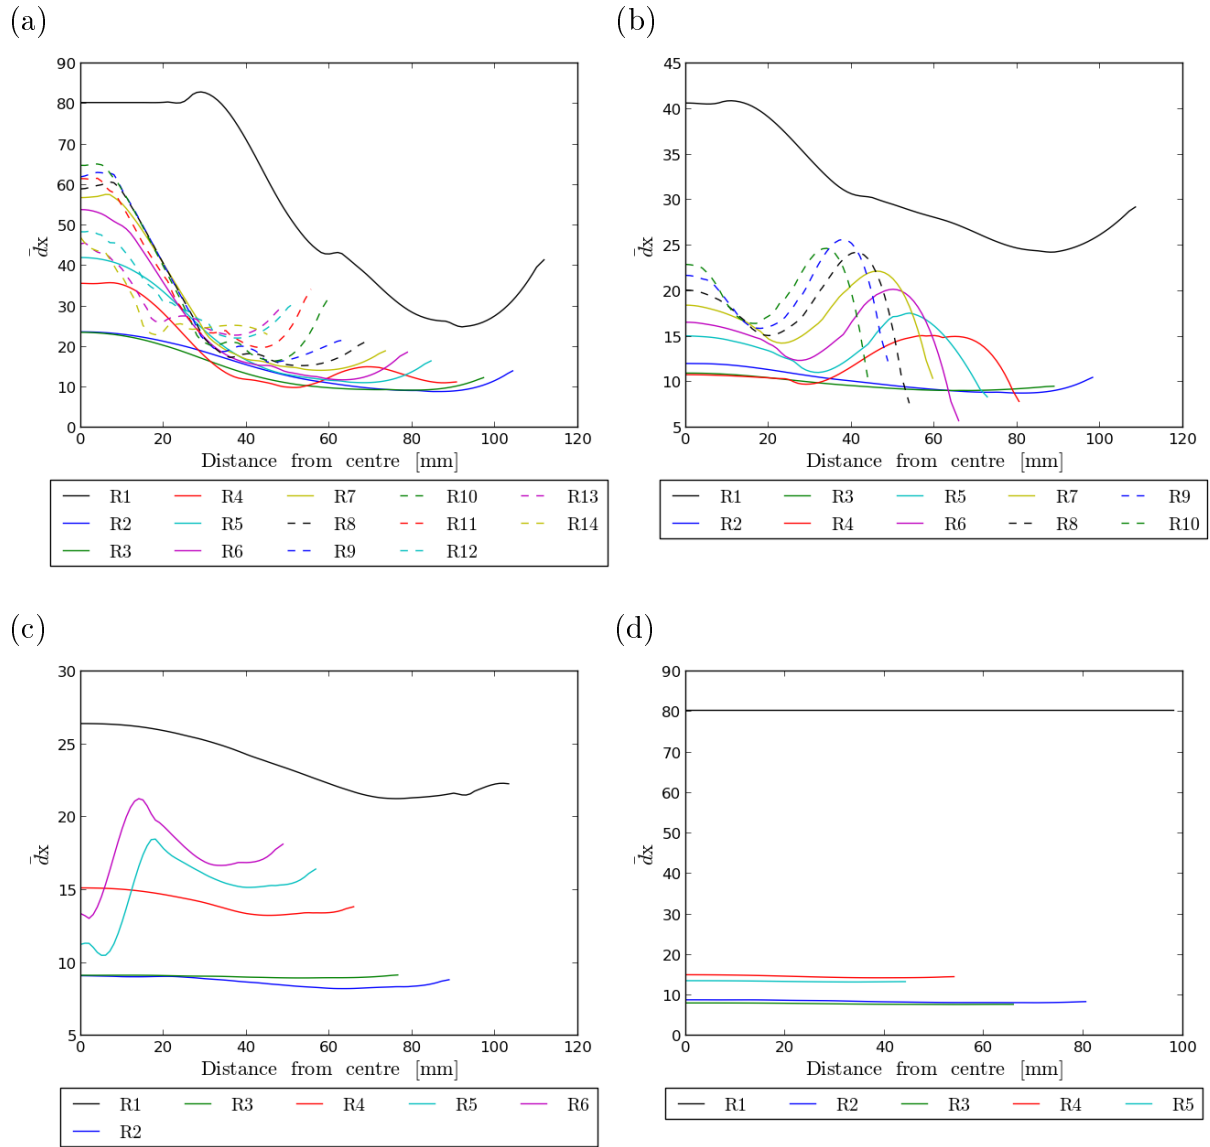 (a)
(b)
90
80
70
60
50
40
30
20
10
0
d̄x
0 20 40 60 80 100 120
Distance from centre [mm]
R1 R4 R7 R10 R13
R2 R5 R8 R11 R14
R3 R6 R9 R12
45
40
35
30
25
20
15
10
5
d̄x
0 20 40 60 80 100 120
Distance from centre [mm]
R1 R3 R5 R7 R9
R2 R4 R6 R8 R10
(c)
(d)
30
25
20
15
10
5
d̄x
0 20 40 60 80 100 120
Distance from centre [mm]
R1 R3 R4 R5 R6
R2
90
80
70
60
50
40
30
20
10
0
d̄x
0 20 40 60 80 100
Distance from centre [mm]
R1 R2 R3 R4 R5